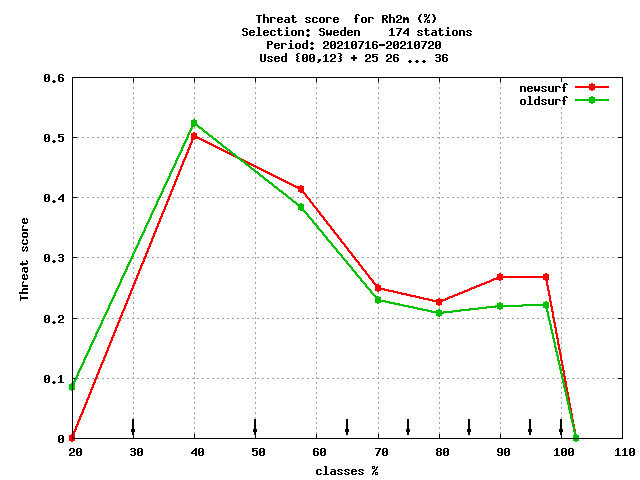 Threat score  for Rh2m (%)
Selection: Sweden    174 stations
Period: 20210716-20210720
Used {00,12} + 25 26 ... 36
newsurf
oldsurf
0.6
0.5
0.4
0.3
0.2
0.1
0
Threat score
20 30 40 50 60 70 80 90 100 110
classes %